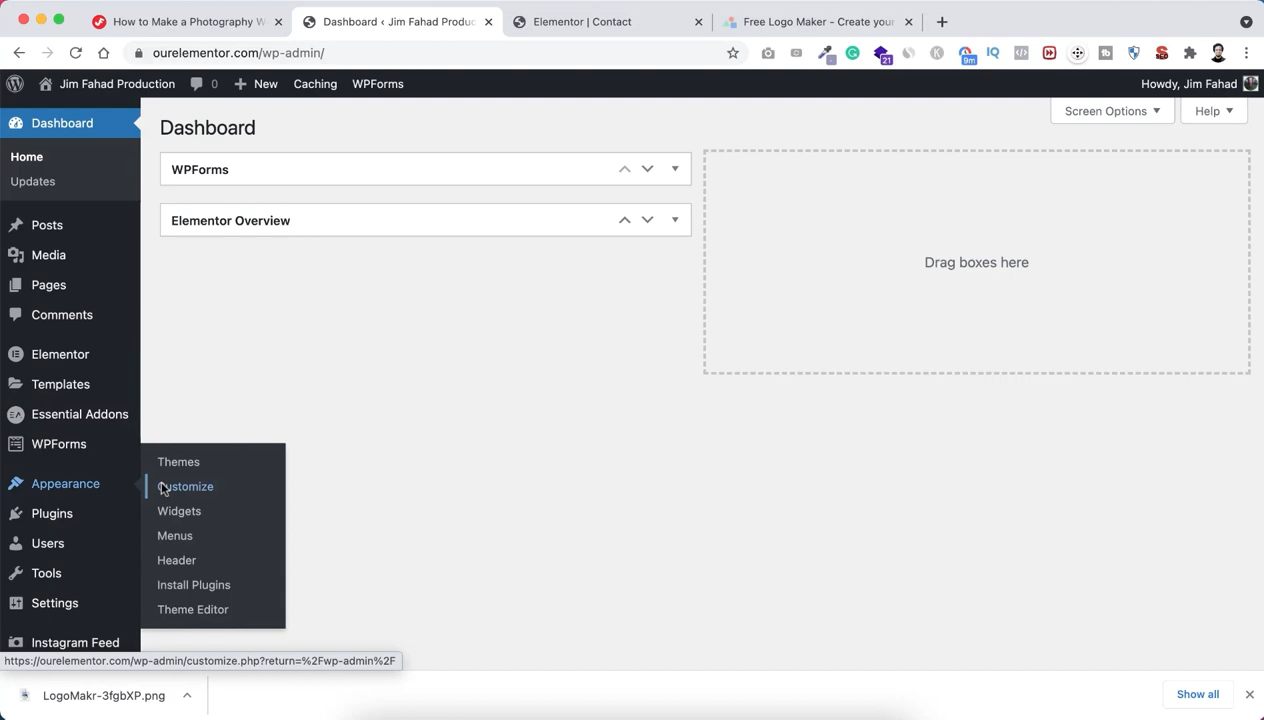 How to Make a Photography W
Dashboard ‹ Jim Fahad Produc
Elementor | Contact
Free Logo Maker - Create your
ourelementor.com/wp-admin/
21
9m
Jim Fahad Production
0
New
Caching
WPForms
Howdy, Jim Fahad
Dashboard
Home
Updates
Posts
Media
Pages
Comments
Elementor
Templates
Essential Addons
WPForms
Appearance
Plugins
Users
Tools
Settings
Instagram Feed
Themes
Customize
Widgets
Menus
Header
Install Plugins
Theme Editor
Dashboard
Screen Options
Help
WPForms
Elementor Overview
Drag boxes here
https://ourelementor.com/wp-admin/customize.php?return=%2Fwp-admin%2F
LogoMakr-3fgbXP.png
Show all